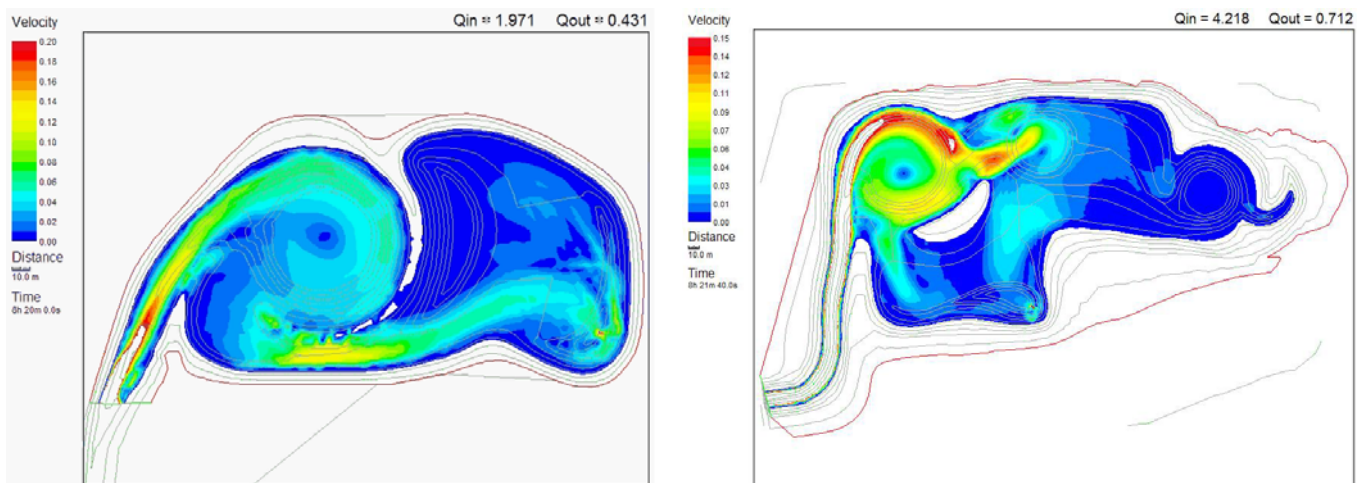 Velocity
Qin = 1.971 Qout = 0.431
0.20
0.18
0.16
0.14
0.12
0.10
0.08
0.06
0.04
0.02
0.00
Distance
10.0 m
Time
8h 20m 0.0s
Velocity
Qin = 4.218 Qout = 0.712
0.15
0.14
0.12
0.11
0.09
0.07
0.06
0.04
0.03
0.01
0.00
Distance
10.0 m
Time
8h 21m 40.0s